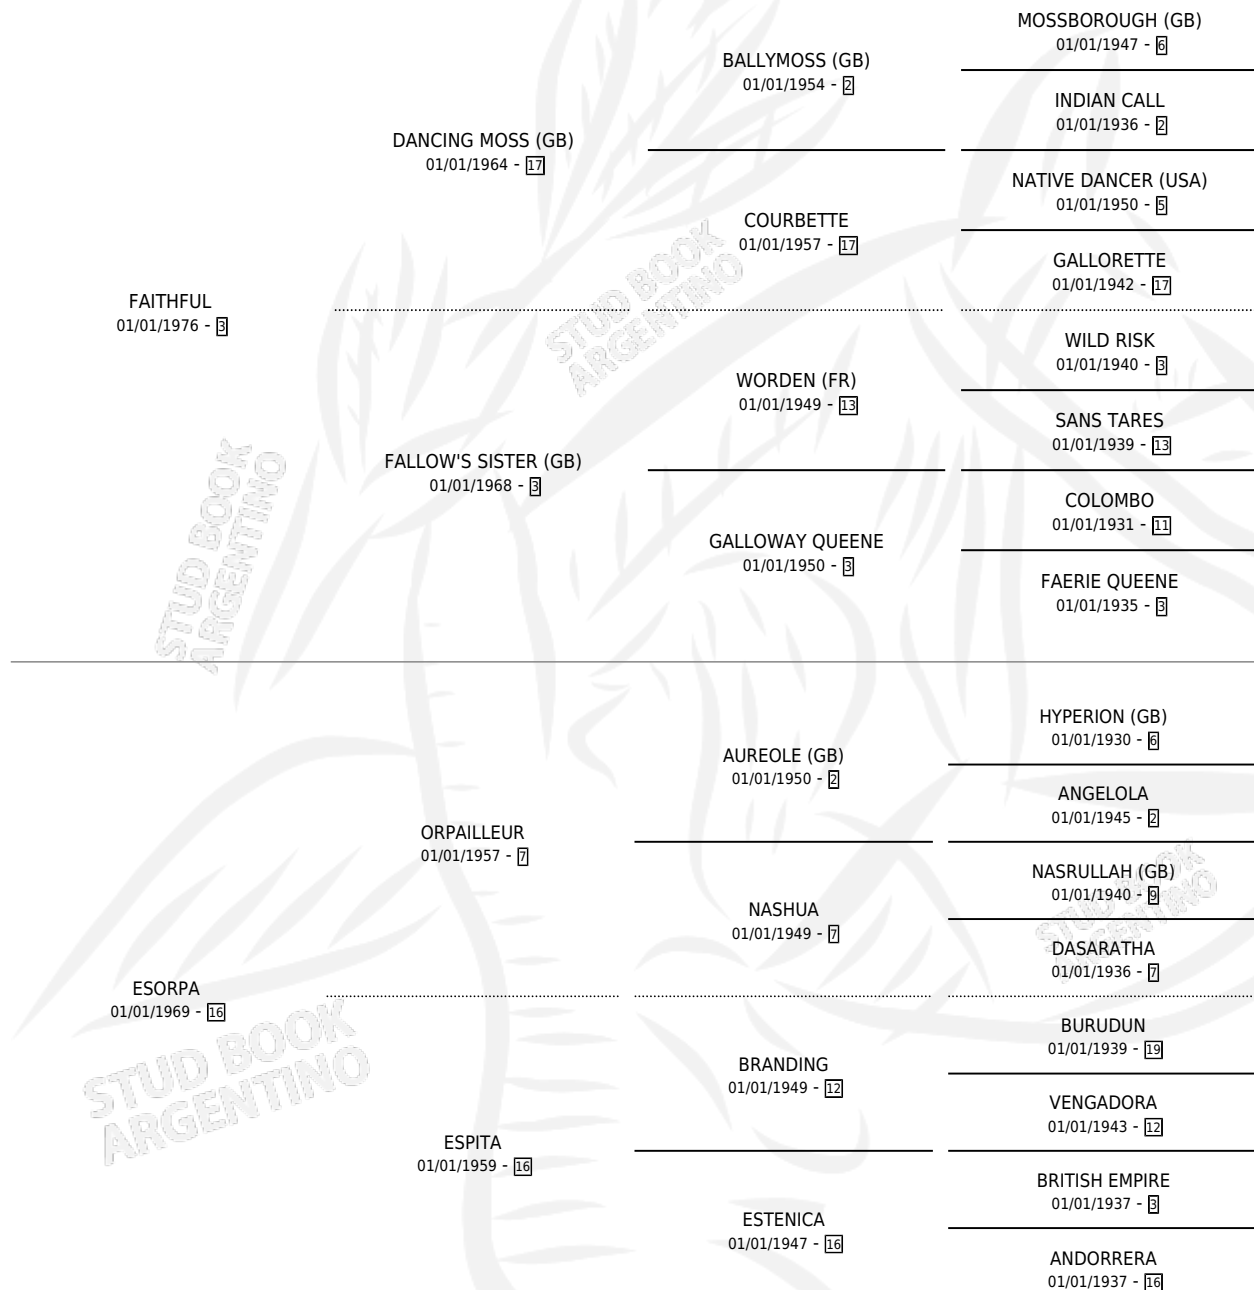 MOSSBOROUGH (GB)
01/01/1947 - 6
BALLYMOSS (GB)
01/01/1954 - 2
INDIAN CALL
01/01/1936 - 2
DANCING MOSS (GB)
01/01/1964 - 17
NATIVE DANCER (USA)
01/01/1950 - 5
COURBETTE
01/01/1957 - 17
GALLORETTE
01/01/1942 - 17
FAITHFUL
01/01/1976 - 3
WILD RISK
01/01/1940 - 3
WORDEN (FR)
01/01/1949 - 13
SANS TARES
01/01/1939 - 13
FALLOW'S SISTER (GB)
01/01/1968 - 3
COLOMBO
01/01/1931 - 11
GALLOWAY QUEENE
01/01/1950 - 3
FAERIE QUEENE
01/01/1935 - 3
HYPERION (GB)
01/01/1930 - 6
AUREOLE (GB)
01/01/1950 - 2
ANGELOLA
01/01/1945 - 2
ORPAILLEUR
01/01/1957 - 7
NASRULLAH (GB)
01/01/1940 - 9
NASHUA
01/01/1949 - 7
DASARATHA
01/01/1936 - 7
ESORPA
01/01/1969 - 16
BURUDUN
01/01/1939 - 19
BRANDING
01/01/1949 - 12
VENGADORA
01/01/1943 - 12
ESPITA
01/01/1959 - 16
BRITISH EMPIRE
01/01/1937 - 3
ESTENICA
01/01/1947 - 16
ANDORRERA
01/01/1937 - 16
STUD BOOK
ARGENTINO
STUD BOOK
ARGENTINO
STUD BOOK
ARGENTINO
STUD BOOK
ARGENTINO